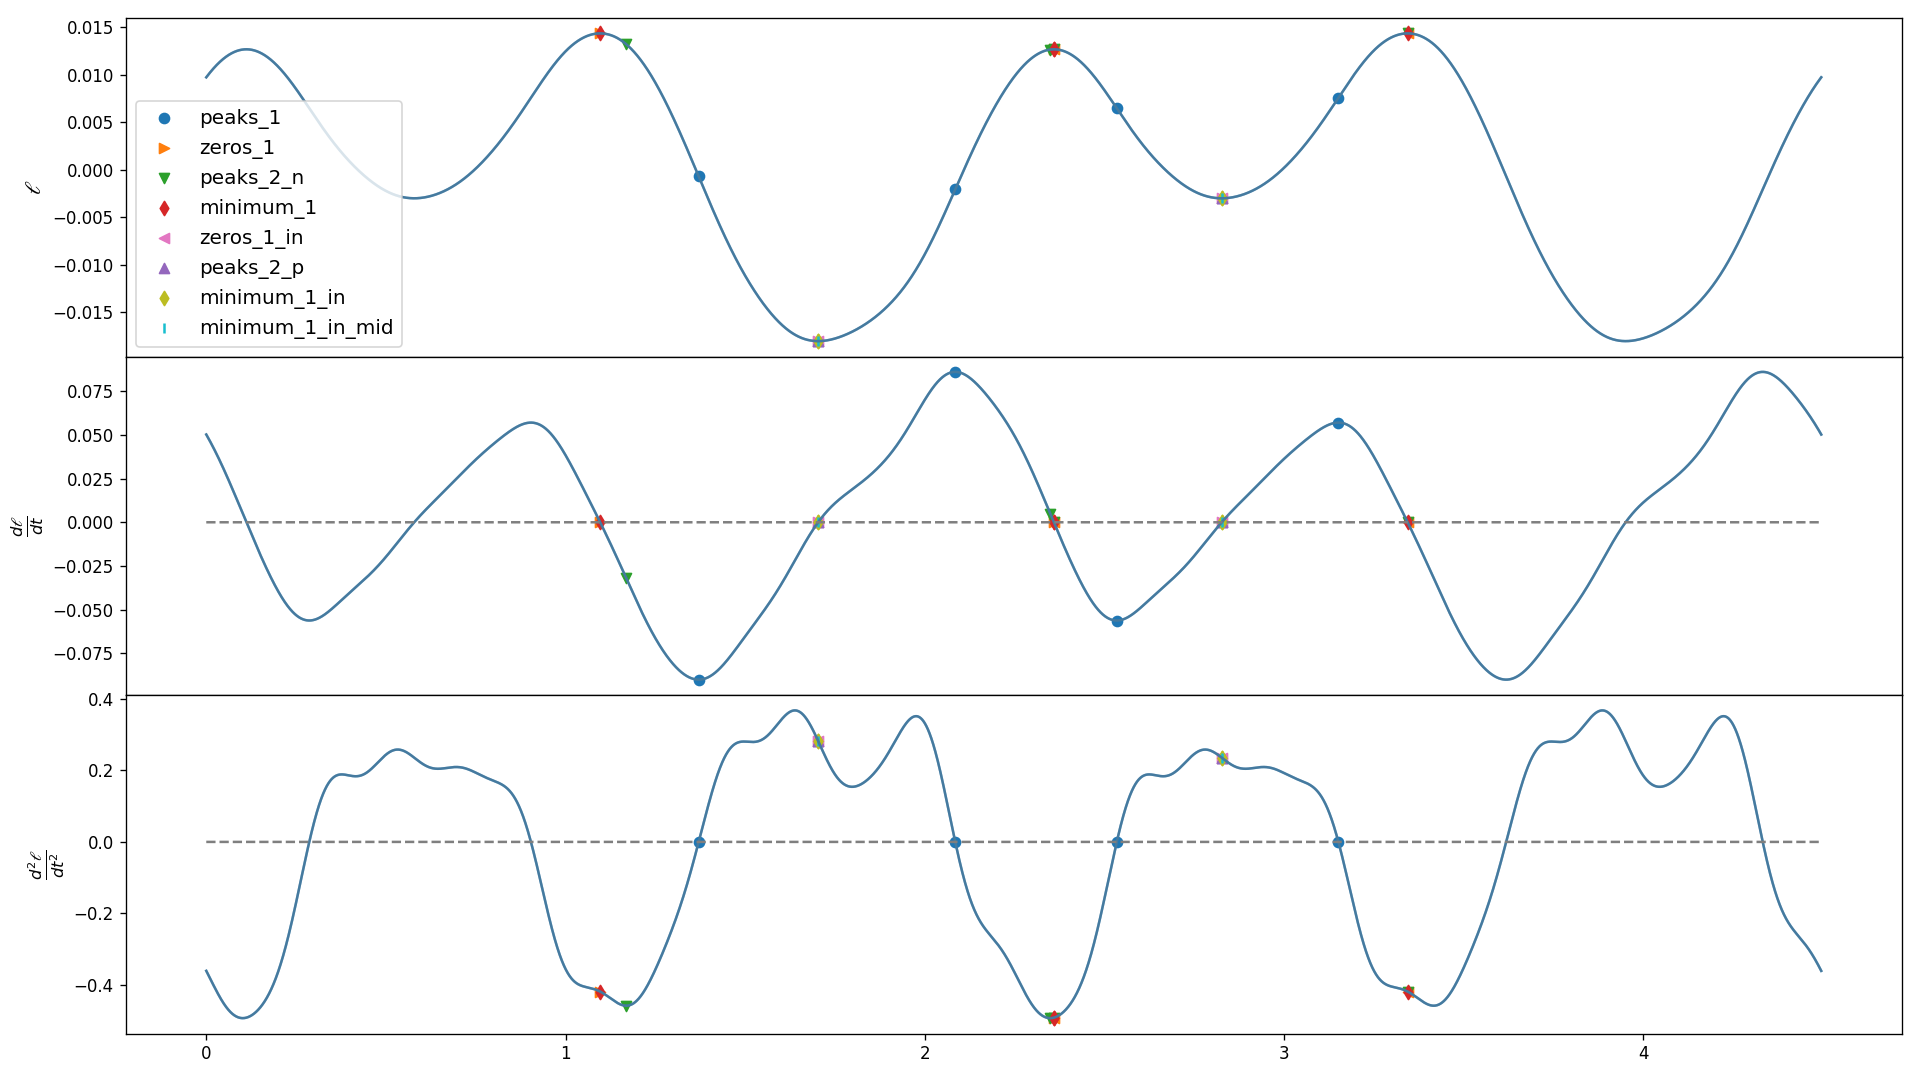 0.015
0.010
0.005
0.000
−0.005
−0.010
−0.015
ℓ
peaks_1
zeros_1
peaks_2_n
minimum_1
zeros_1_in
peaks_2_p
minimum_1_in
minimum_1_in_mid
0.075
0.050
0.025
0.000
−0.025
−0.050
−0.075
dℓ
dt
0.4
0.2
0.0
−0.2
−0.4
d²ℓ
dt²
0 1 2 3 4